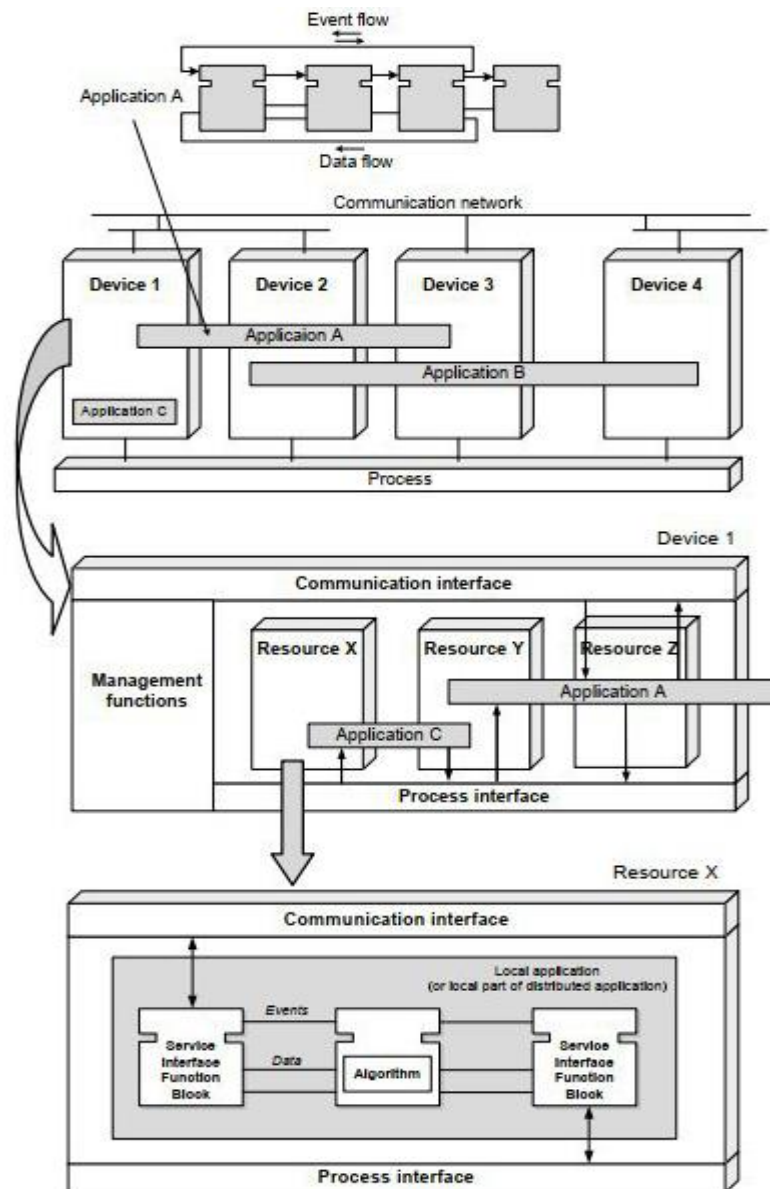 Event flow
Application A
Data flow
Communication network
Device 1
Device 2
Device 3
Device 4
Applicaion A
Application B
Application C
Process
Device 1
Communication interface
Resource X
Resource Y
Resource Z
Management
functions
Application A
Application C
Process interface
Resource X
Communication interface
Local application
(or local part of distributed application)
Events
Service
Interface
Function
Block
Data
Algorithm
Service
Interface
Function
Block
Process interface